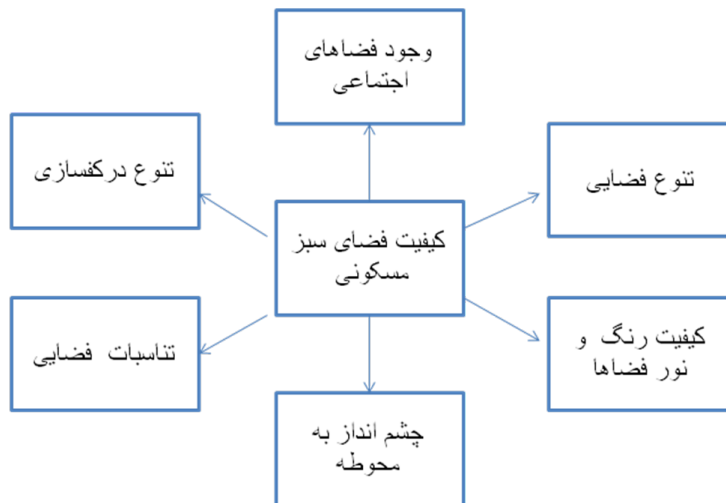 وجود فضاهای
اجتماعی
تنوع فضایی
تنوع درکفسازی
کیفیت فضای سبز
مسکونی
کیفیت رنگ و
نور فضاها
تناسبات فضایی
چشم انداز به
محوطه